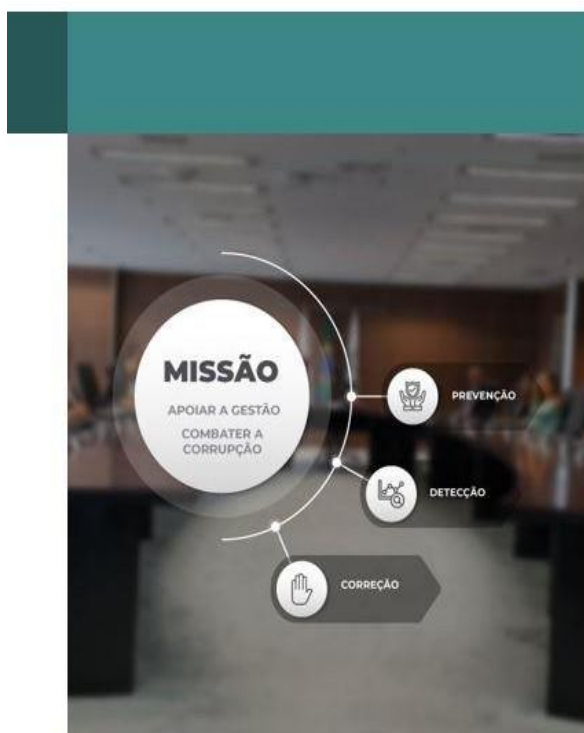 MISSÃO
APOIAR A GESTÃO
COMBATER A
CORRUPÇÃO
PREVENÇÃO
DETECÇÃO
CORREÇÃO